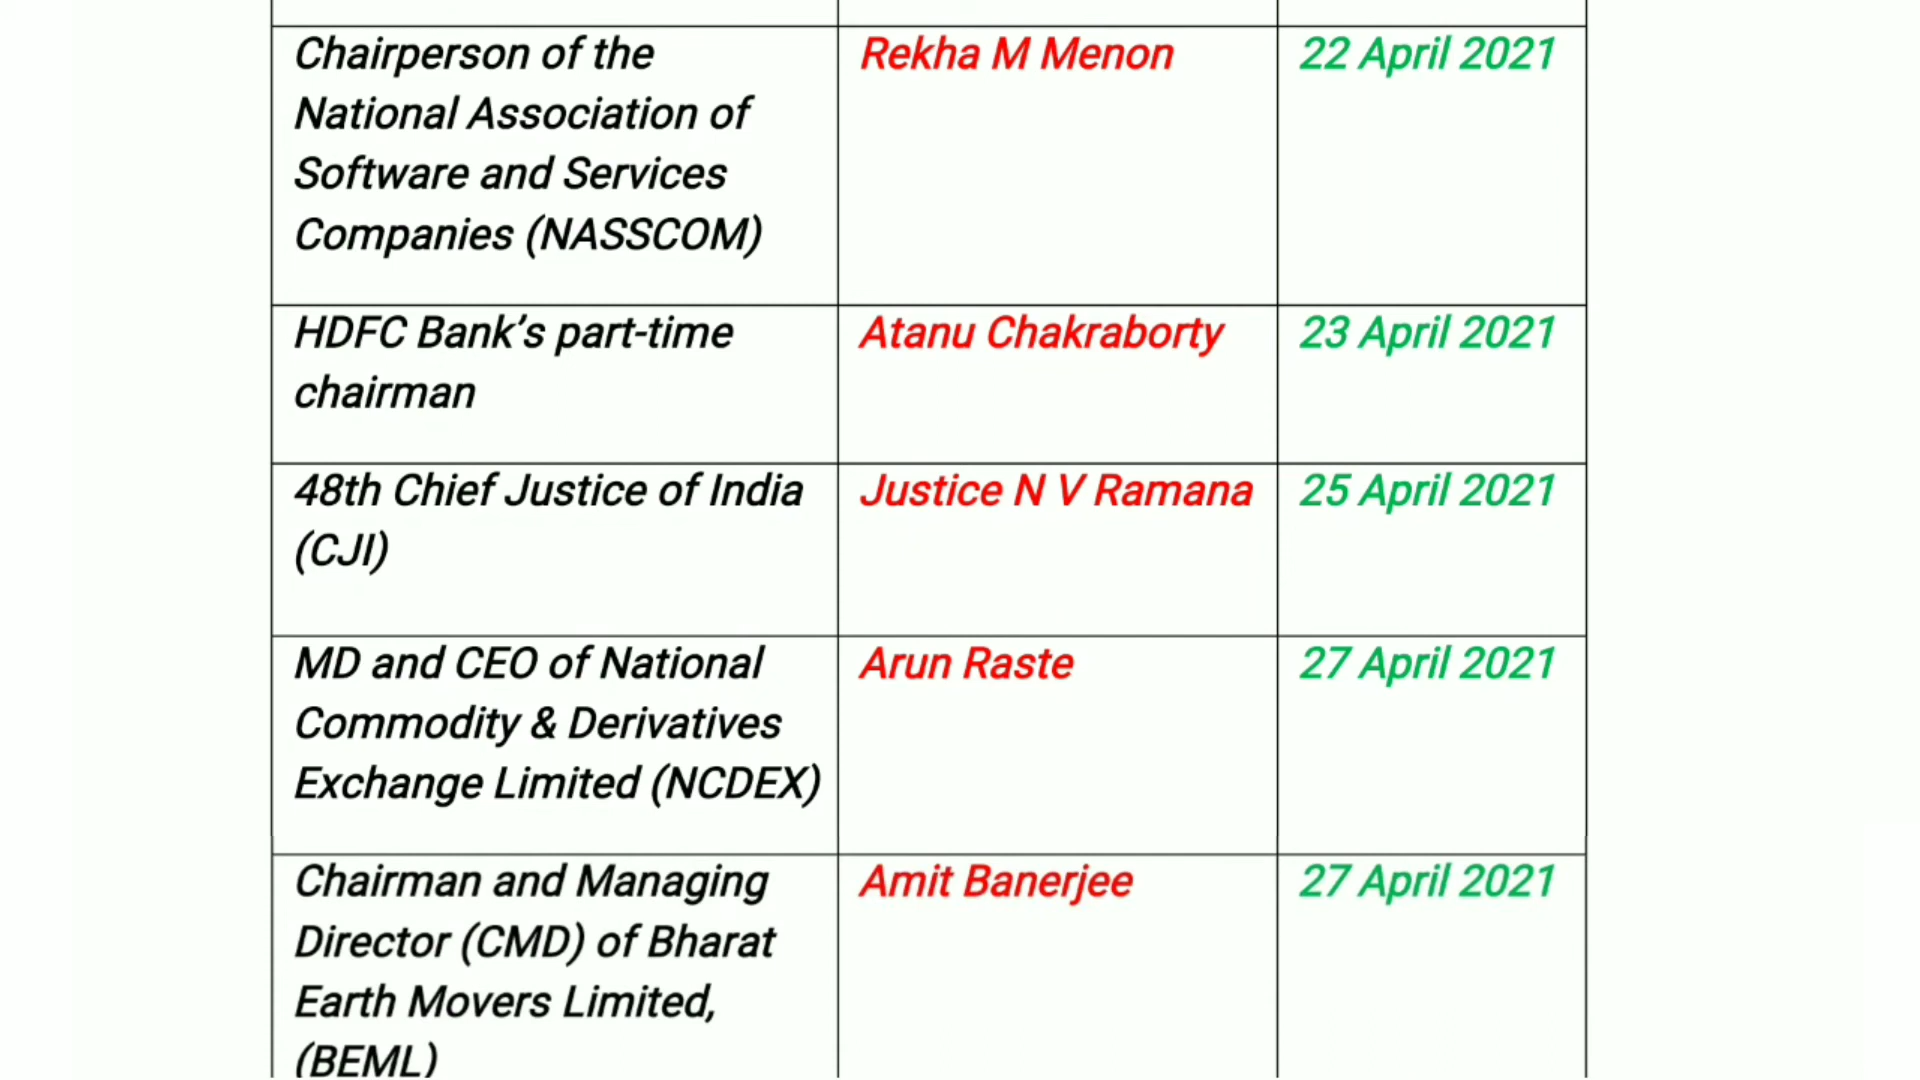 Chairperson of the
National Association of
Software and Services
Companies (NASSCOM)
Rekha M Menon
22 April 2021
HDFC Bank’s part-time
chairman
Atanu Chakraborty
23 April 2021
48th Chief Justice of India
(CJI)
Justice N V Ramana
25 April 2021
MD and CEO of National
Commodity & Derivatives
Exchange Limited (NCDEX)
Arun Raste
27 April 2021
Chairman and Managing
Director (CMD) of Bharat
Earth Movers Limited,
(BEML)
Amit Banerjee
27 April 2021